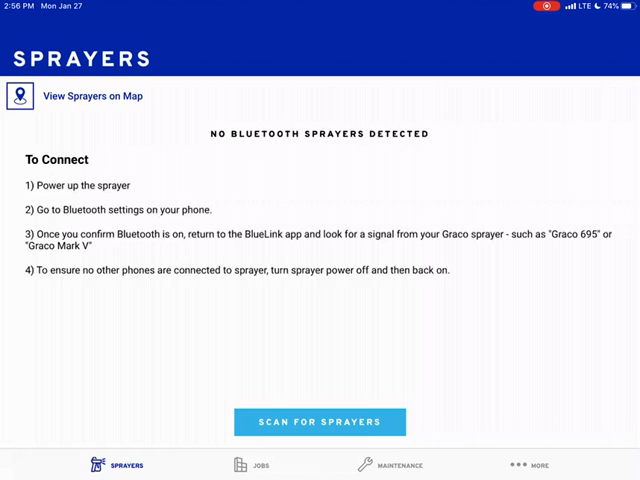 2:56 PM Mon Jan 27 LTE 74%
SPRAYERS
View Sprayers on Map
NO BLUETOOTH SPRAYERS DETECTED
To Connect
1) Power up the sprayer
2) Go to Bluetooth settings on your phone.
3) Once you confirm Bluetooth is on, return to the BlueLink app and look for a signal from your Graco sprayer - such as "Graco 695" or
"Graco Mark V"
4) To ensure no other phones are connected to sprayer, turn sprayer power off and then back on.
SCAN FOR SPRAYERS
SPRAYERS JOBS MAINTENANCE MORE